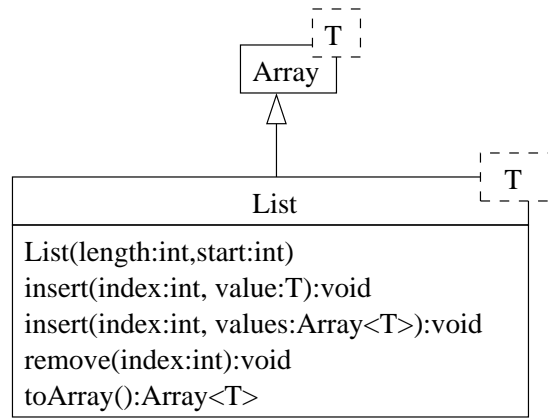 T
Array
T
List
List(length:int,start:int)
insert(index:int, value:T):void
insert(index:int, values:Array<T>):void
remove(index:int):void
toArray():Array<T>